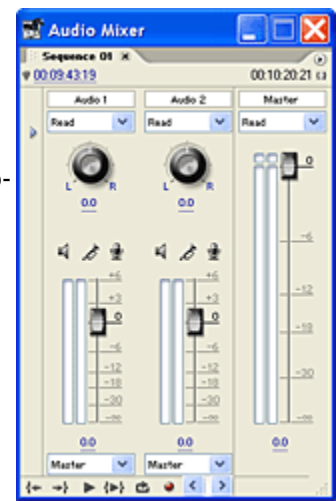 Audio Mixer
Sequence 01
00:09:43:19 00:10:20:21
Audio 1 Audio 2 Master
Read Read Read
L R L R
0.0 0.0
+6 +6 0
+3 +3 -6
0 0 -12
-6 -6 -18
-12 -12 -30
-18 -18 -∞
-30 -30
-∞ -∞
0.0 0.0 0.0
Master Master